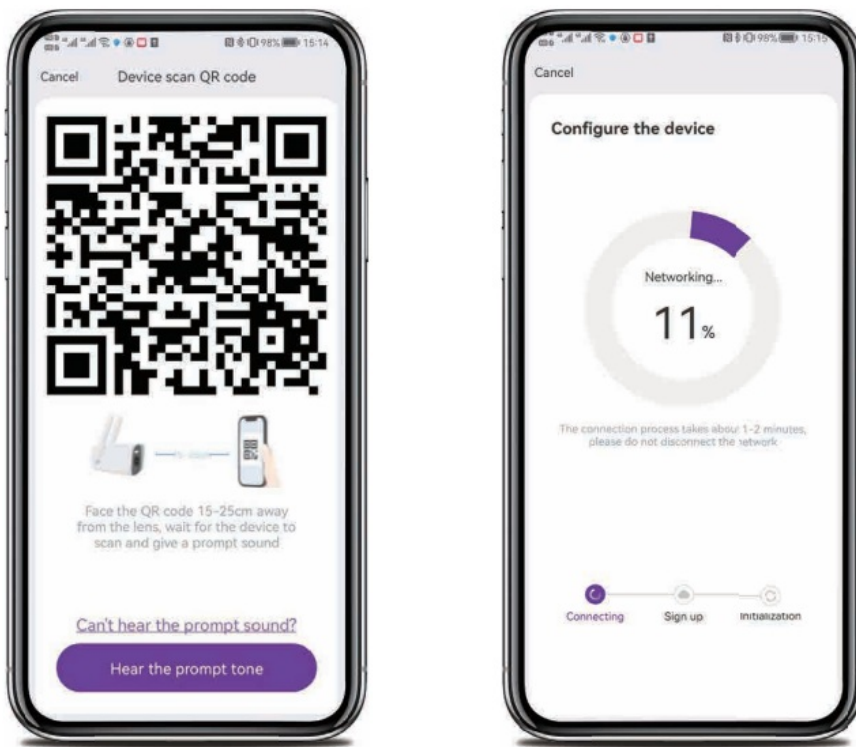 98% 15:14
Cancel Device scan QR code
Face the QR code 15-25cm away
from the lens, wait for the device to
scan and give a prompt sound
Can't hear the prompt sound?
Hear the prompt tone
98% 15:15
Cancel
Configure the device
Networking...
11%
The connection process takes about 1-2 minutes,
please do not disconnect the network
Connecting Sign up Initialization